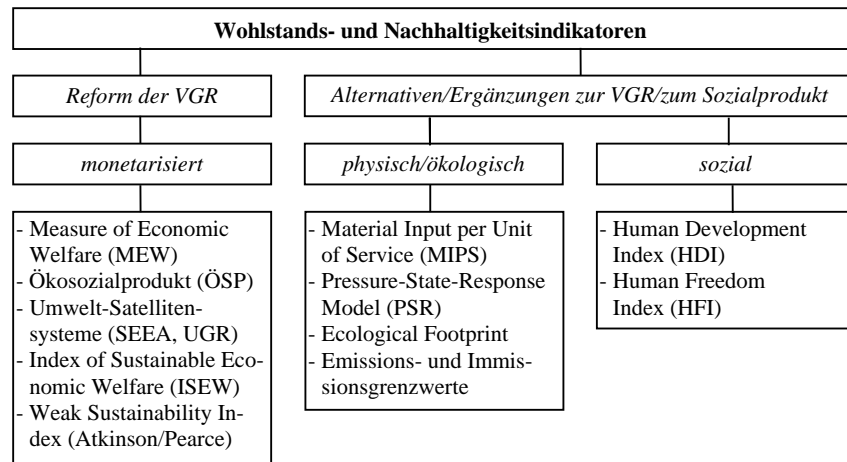 Wohlstands- und Nachhaltigkeitsindikatoren
Reform der VGR
Alternativen/Ergänzungen zur VGR/zum Sozialprodukt
monetarisiert
physisch/ökologisch
sozial
- Measure of Economic
Welfare (MEW)
- Ökosozialprodukt (ÖSP)
- Umwelt-Satelliten-
systeme (SEEA, UGR)
- Index of Sustainable Eco-
nomic Welfare (ISEW)
- Weak Sustainability In-
dex (Atkinson/Pearce)
- Material Input per Unit
of Service (MIPS)
- Pressure-State-Response
Model (PSR)
- Ecological Footprint
- Emissions- und Immis-
sionsgrenzwerte
- Human Development
Index (HDI)
- Human Freedom
Index (HFI)